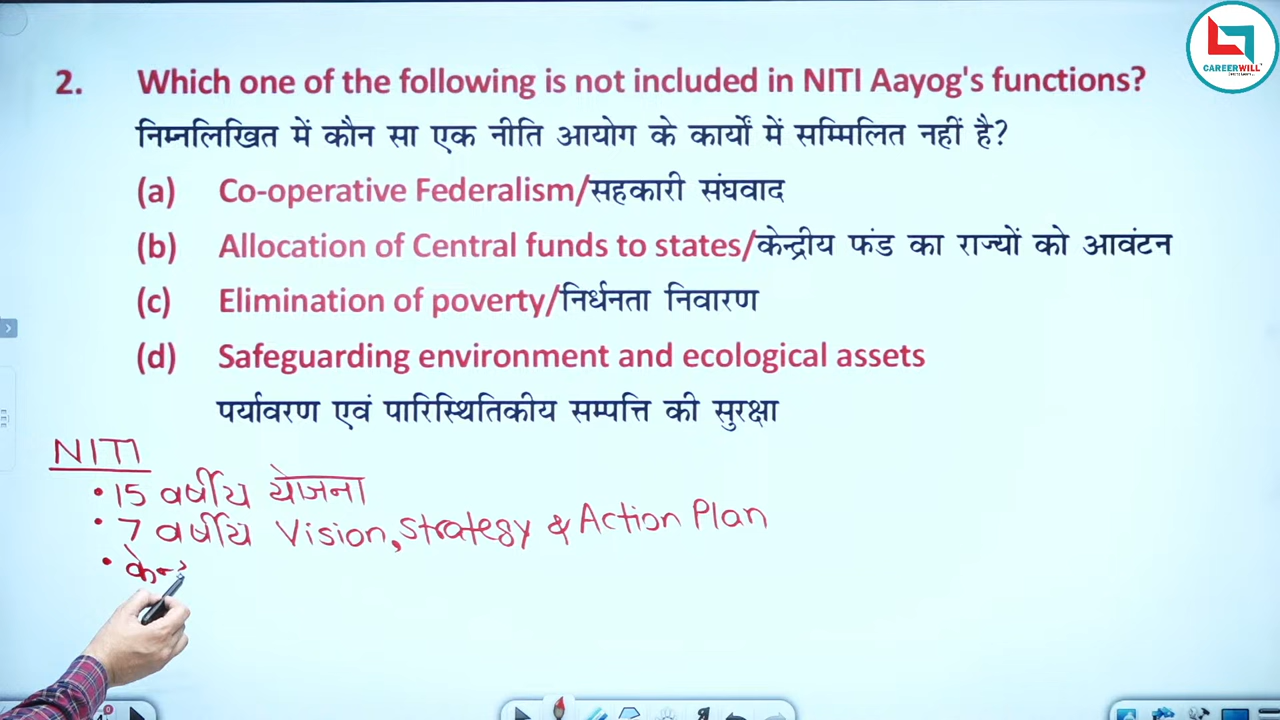 CAREERWILL
2. Which one of the following is not included in NITI Aayog's functions?
निम्नलिखित में कौन सा एक नीति आयोग के कार्यों में सम्मिलित नहीं है?
(a) Co-operative Federalism/सहकारी संघवाद
(b) Allocation of Central funds to states/केन्द्रीय फंड का राज्यों को आवंटन
(c) Elimination of poverty/निर्धनता निवारण
(d) Safeguarding environment and ecological assets
पर्यावरण एवं पारिस्थितिकीय सम्पत्ति की सुरक्षा
NITI
• 15 वर्षीय योजना
• 7 वर्षीय Vision, Strategy & Action Plan
•